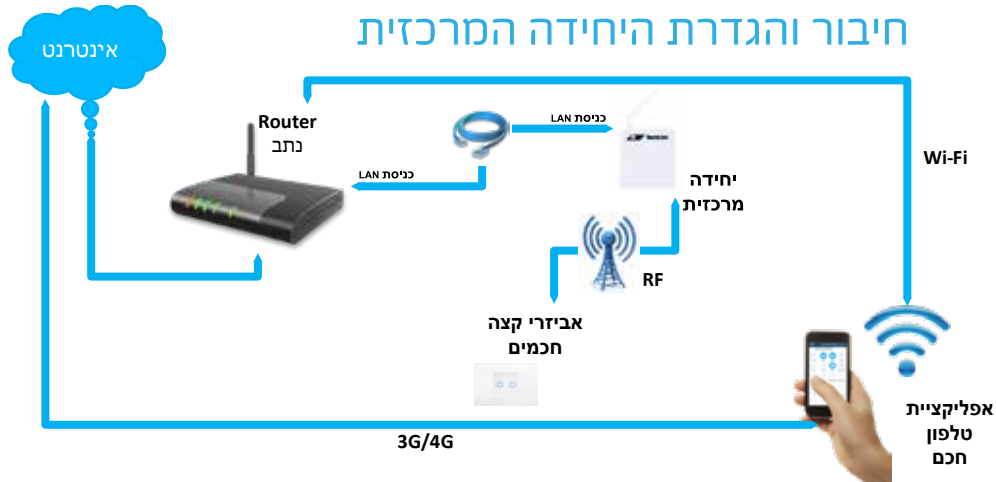 חיבור והגדרת היחידה המרכזית
אינטרנט
Router
נתב
כניסת LAN
כניסת LAN
יחידה
מרכזית
Wi-Fi
RF
אביזרי קצה
חכמים
אפליקציית
טלפון
חכם
3G/4G